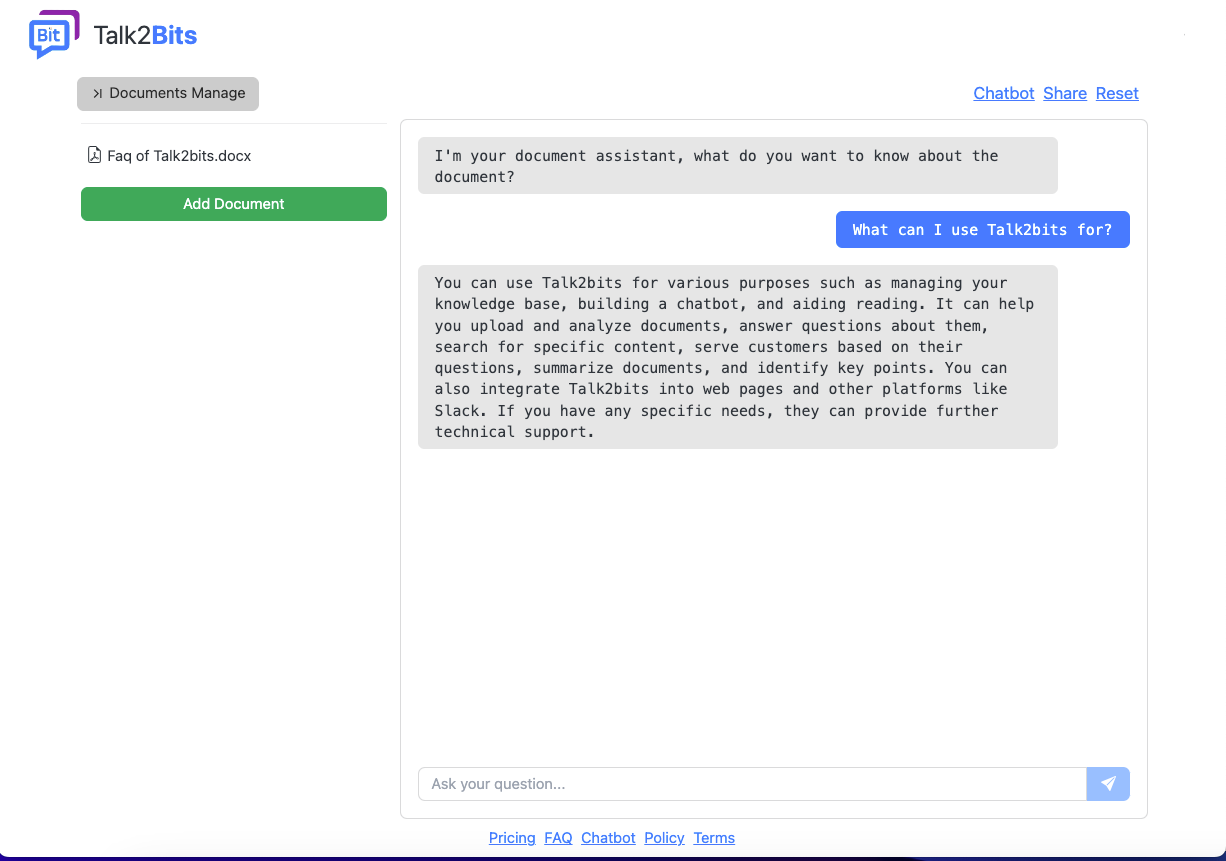 Bit
Talk2Bits
Documents Manage
Chatbot Share Reset
Faq of Talk2bits.docx
Add Document
I'm your document assistant, what do you want to know about the
document?
What can I use Talk2bits for?
You can use Talk2bits for various purposes such as managing your
knowledge base, building a chatbot, and aiding reading. It can help
you upload and analyze documents, answer questions about them,
search for specific content, serve customers based on their
questions, summarize documents, and identify key points. You can
also integrate Talk2bits into web pages and other platforms like
Slack. If you have any specific needs, they can provide further
technical support.
Ask your question...
Pricing FAQ Chatbot Policy Terms